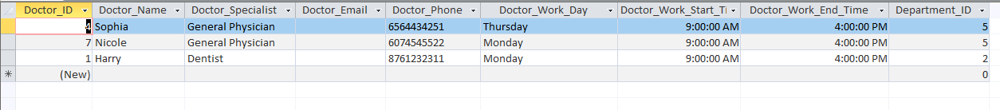 Doctor_ID Doctor_Name Doctor_Specialist Doctor_Email Doctor_Phone Doctor_Work_Day Doctor_Work_Start_Ti Doctor_Work_End_Time Department_ID
4 Sophia General Physician 6564434251 Thursday 9:00:00 AM 4:00:00 PM 5
7 Nicole General Physician 6074545522 Monday 9:00:00 AM 4:00:00 PM 5
1 Harry Dentist 8761232311 Monday 9:00:00 AM 4:00:00 PM 2
(New) 0